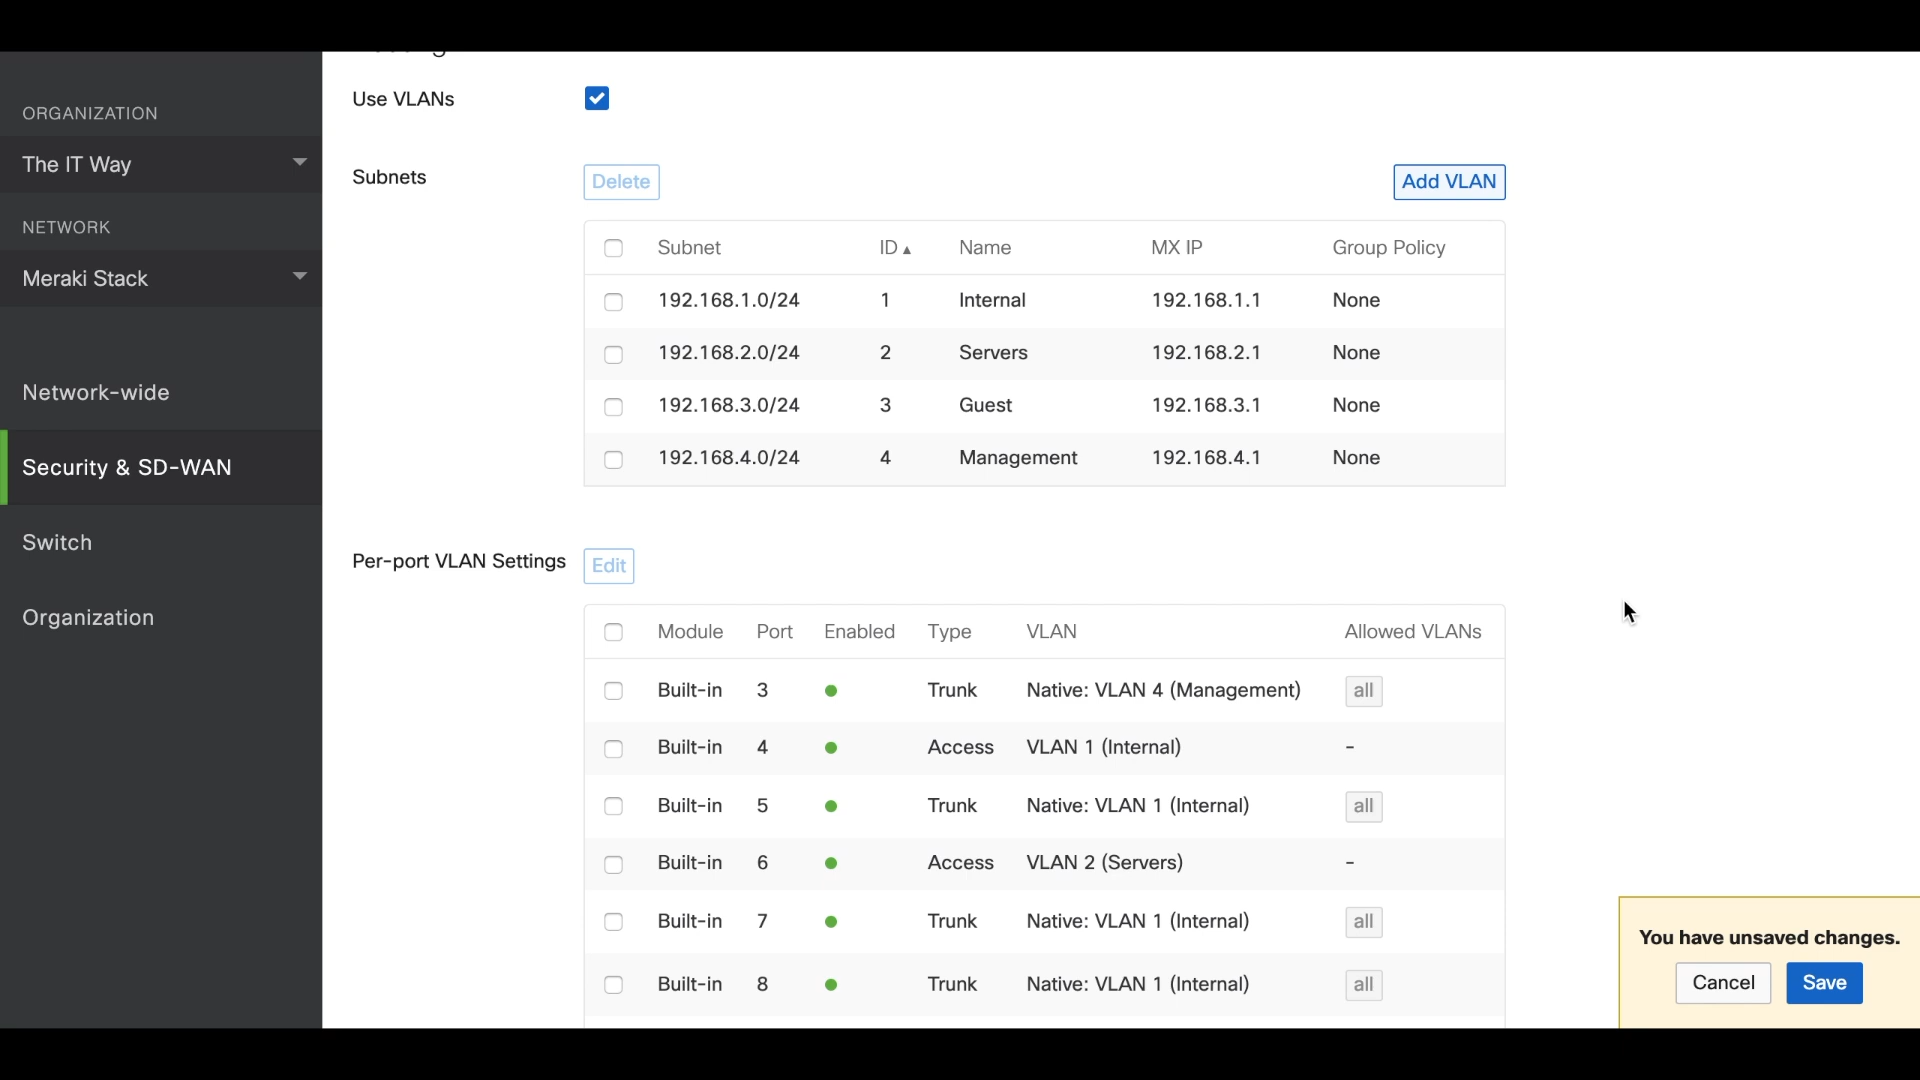 ORGANIZATION
The IT Way
NETWORK
Meraki Stack
Network-wide
Security & SD-WAN
Switch
Organization
Use VLANs
Subnets
Delete
Add VLAN
Subnet ID Name MX IP Group Policy
192.168.1.0/24 1 Internal 192.168.1.1 None
192.168.2.0/24 2 Servers 192.168.2.1 None
192.168.3.0/24 3 Guest 192.168.3.1 None
192.168.4.0/24 4 Management 192.168.4.1 None
Per-port VLAN Settings Edit
Module Port Enabled Type VLAN Allowed VLANs
Built-in 3 Trunk Native: VLAN 4 (Management) all
Built-in 4 Access VLAN 1 (Internal) -
Built-in 5 Trunk Native: VLAN 1 (Internal) all
Built-in 6 Access VLAN 2 (Servers) -
Built-in 7 Trunk Native: VLAN 1 (Internal) all
Built-in 8 Trunk Native: VLAN 1 (Internal) all
You have unsaved changes.
Cancel Save